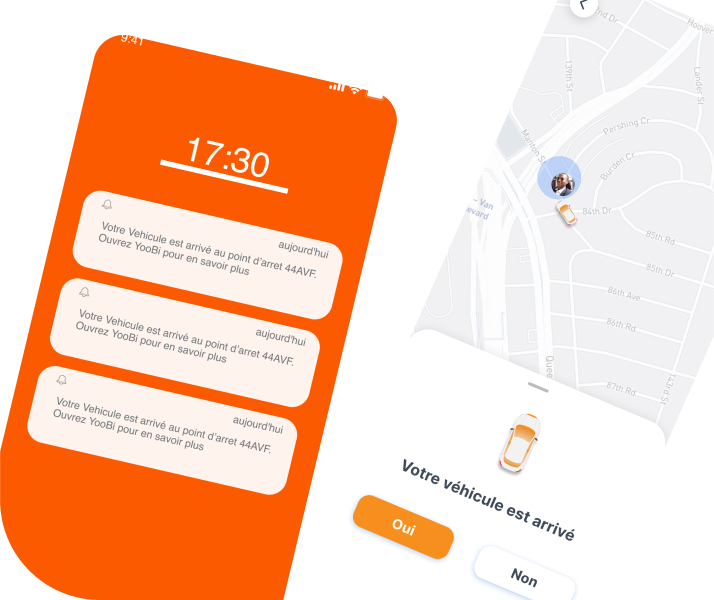 9:41
17:30
aujourd'hui
Votre Vehicule est arrivé au point d'arret 44AVF.
Ouvrez YooBi pour en savoir plus
aujourd'hui
Votre Vehicule est arrivé au point d'arret 44AVF.
Ouvrez YooBi pour en savoir plus
aujourd'hui
Votre Vehicule est arrivé au point d'arret 44AVF.
Ouvrez YooBi pour en savoir plus
2nd Dr
Hoover
139th St
Lander St
Pershing Cr
Manton St
Burden Cr
- Van
evard
84th Dr
85th Rd
85th Dr
86th Ave
86th Rd
87th Rd
143rd St
Quee
Votre véhicule est arrivé
Oui
Non